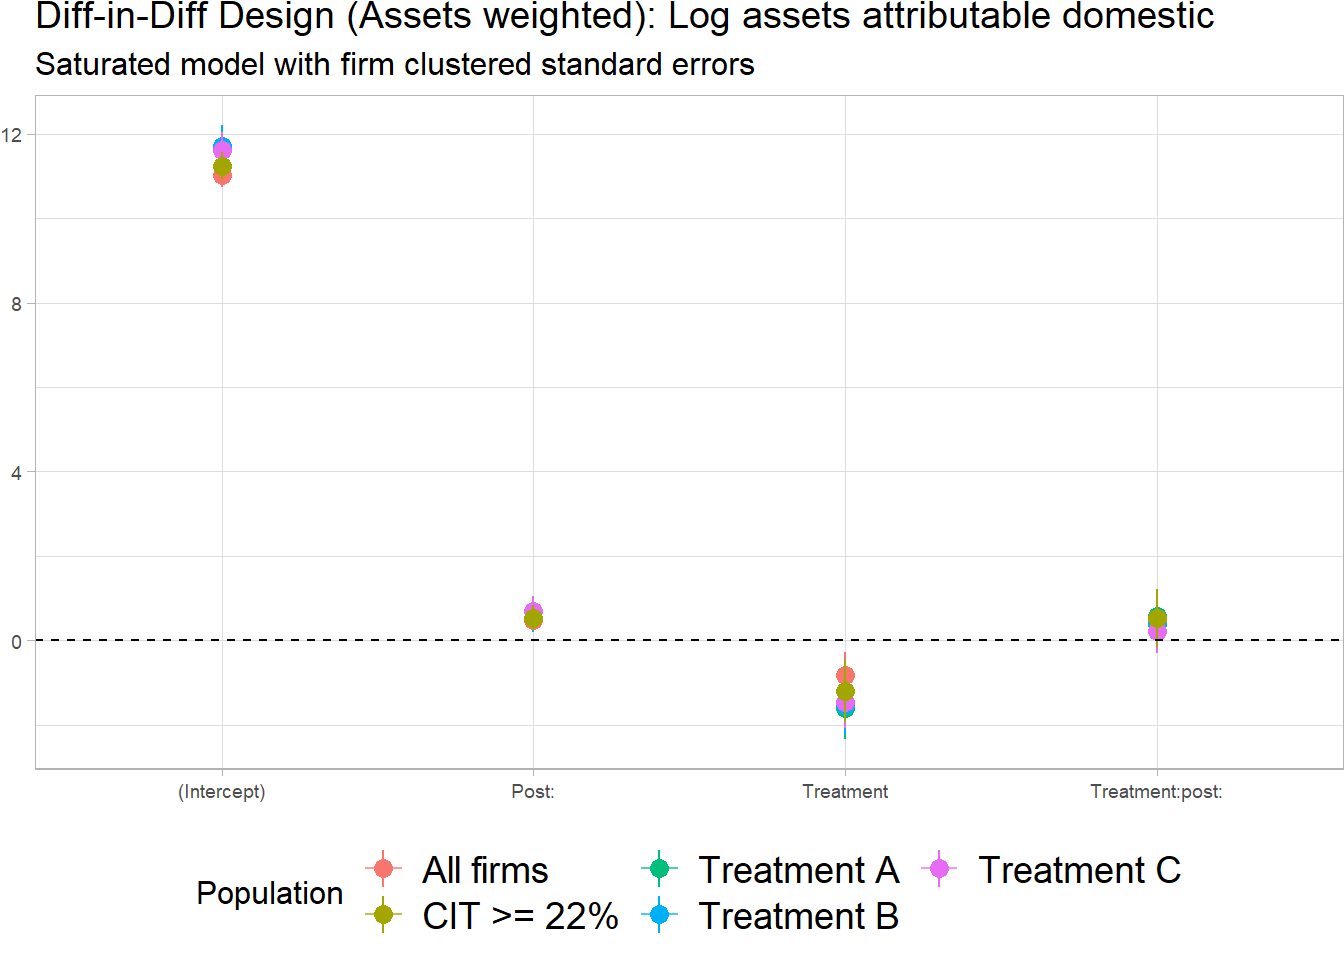 Diff-in-Diff Design (Assets weighted): Log assets attributable domestic
Saturated model with firm clustered standard errors
12
8
4
0
(Intercept) Post: Treatment Treatment:post:
Population
All firms Treatment A Treatment C
CIT >= 22% Treatment B